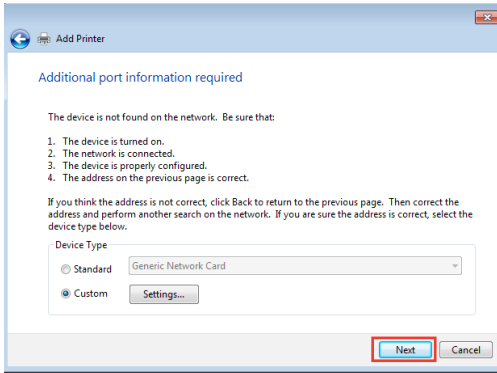 Add Printer
Additional port information required
The device is not found on the network. Be sure that:
1. The device is turned on.
2. The network is connected.
3. The device is properly configured.
4. The address on the previous page is correct.
If you think the address is not correct, click Back to return to the previous page. Then correct the
address and perform another search on the network. If you are sure the address is correct, select the
device type below.
Device Type
Standard Generic Network Card
Custom Settings...
Next Cancel